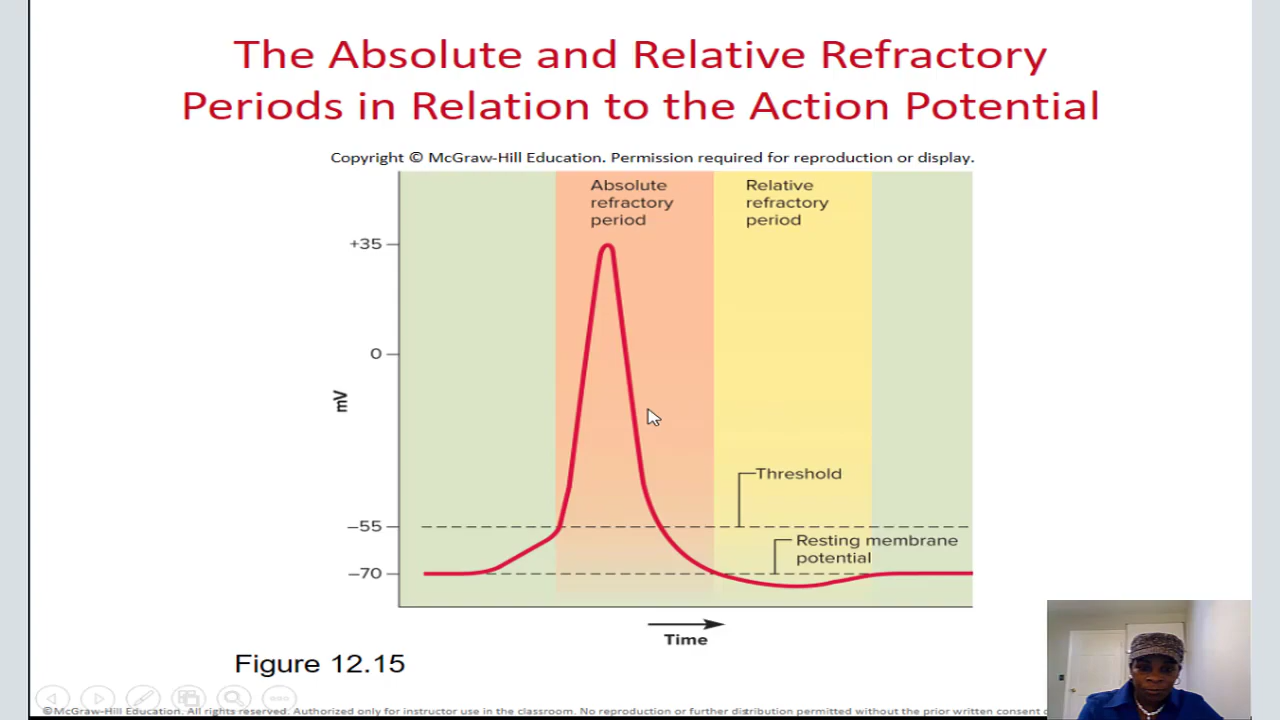 The Absolute and Relative Refractory
Periods in Relation to the Action Potential
Copyright © McGraw-Hill Education. Permission required for reproduction or display.
Absolute
refractory
period
Relative
refractory
period
+35
0
mV
Threshold
–55
Resting membrane
potential
–70
Time
Figure 12.15
©McGraw-Hill Education. All rights reserved. Authorized only for instructor use in the classroom. No reproduction or further distribution permitted without the prior written consent